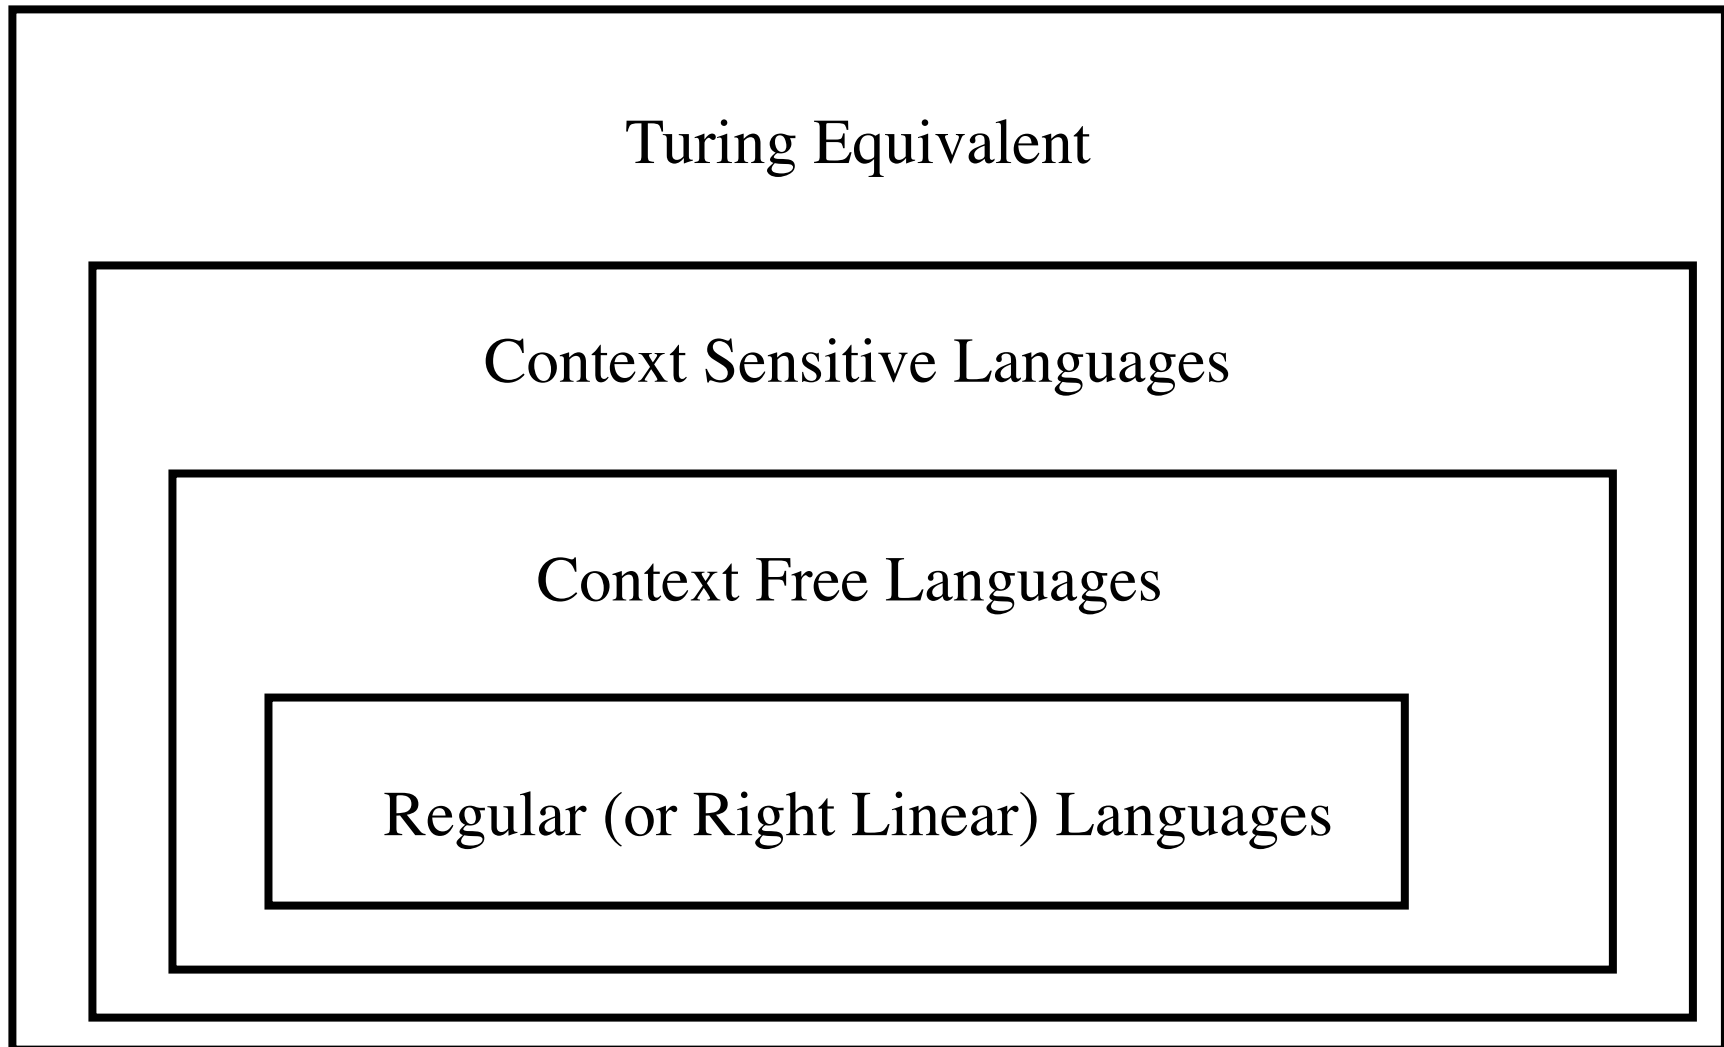 Turing Equivalent
Context Sensitive Languages
Context Free Languages
Regular (or Right Linear) Languages